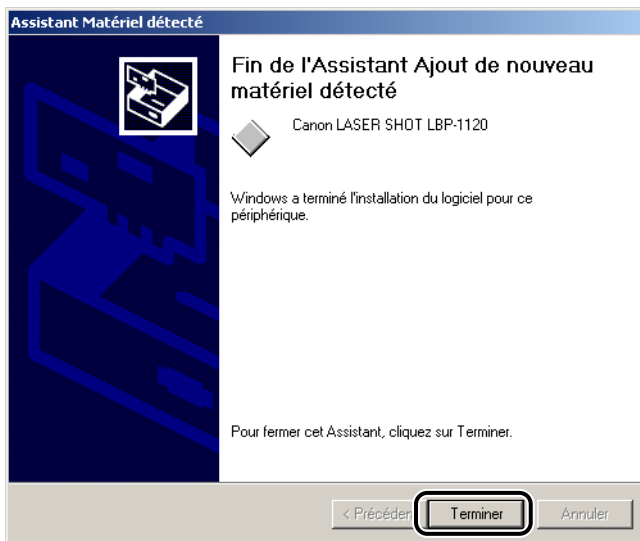 Assistant Matériel détecté
Fin de l'Assistant Ajout de nouveau
matériel détecté
Canon LASER SHOT LBP-1120
Windows a terminé l'installation du logiciel pour ce
périphérique.
Pour fermer cet Assistant, cliquez sur Terminer.
< Précéden Terminer Annuler